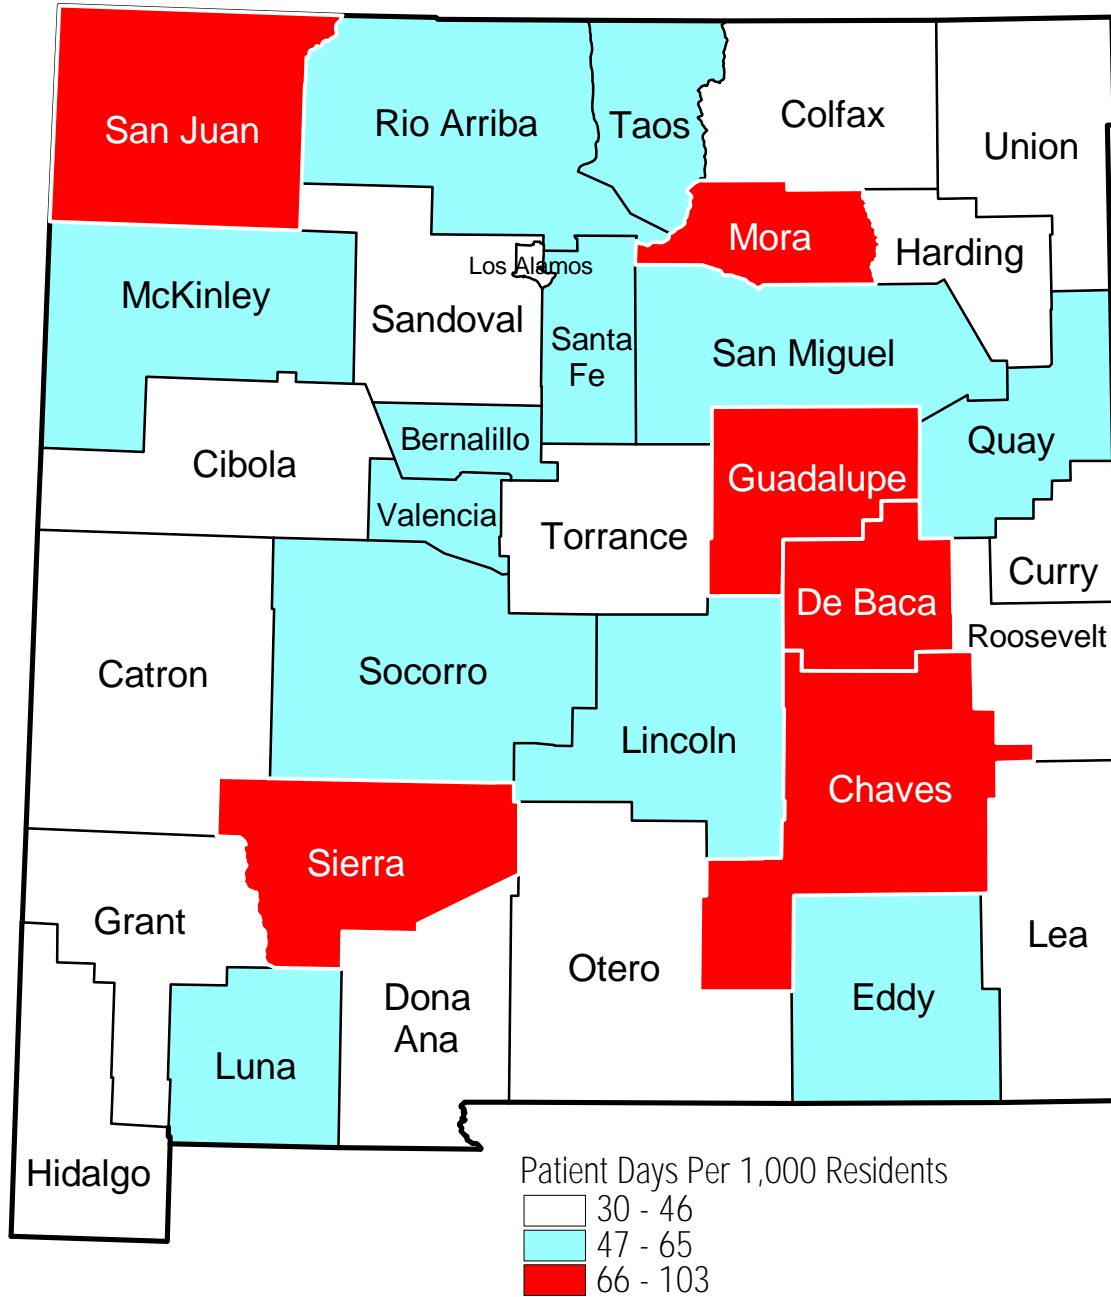 San Juan
Rio Arriba
Taos
Colfax
Union
Mora
Harding
Los Alamos
McKinley
Sandoval
Santa
Fe
San Miguel
Bernalillo
Quay
Cibola
Guadalupe
Valencia
Torrance
Curry
De Baca
Roosevelt
Catron
Socorro
Lincoln
Chaves
Sierra
Grant
Lea
Otero
Dona
Ana
Eddy
Luna
Hidalgo
Patient Days Per 1,000 Residents
30 - 46
47 - 65
66 - 103